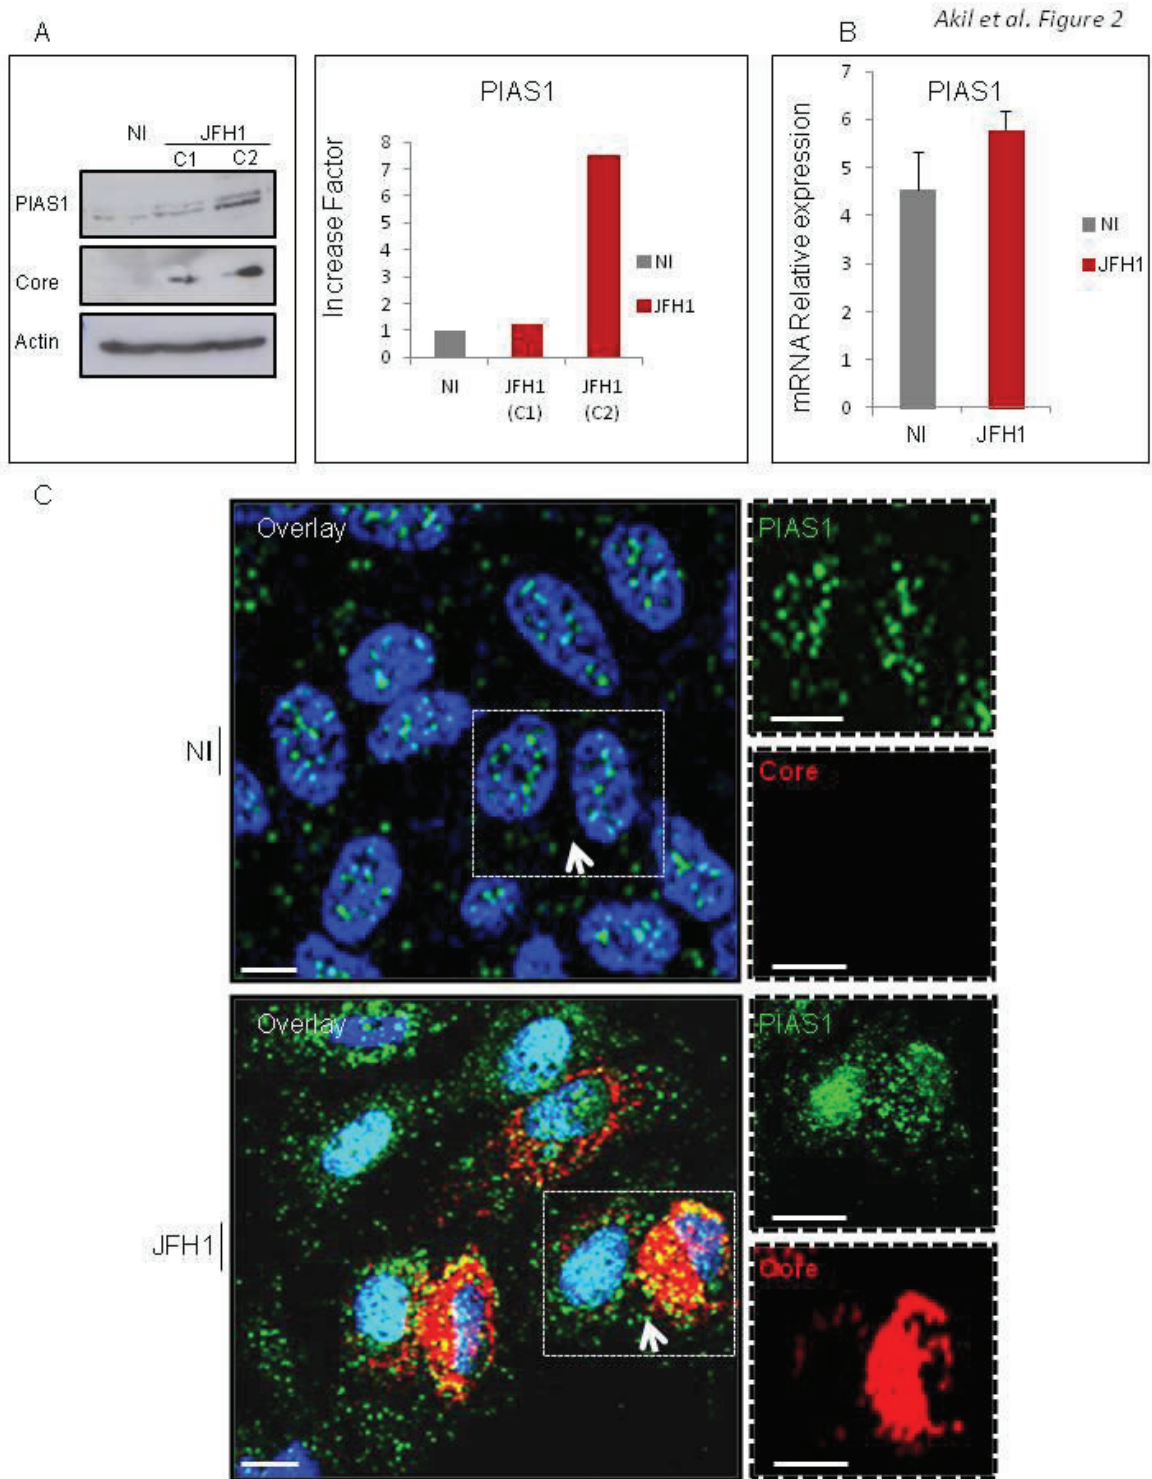 Akil et al. Figure 2
A
B
NI JFH1
C1 C2
PIAS1
Core
Actin
PIAS1
Increase Factor
8
7
6
5
4
3
2
1
0
NI
JFH1
(C1)
JFH1
(C2)
NI
JFH1
PIAS1
mRNA Relative expression
7
6
5
4
3
2
1
0
NI
JFH1
NI
JFH1
C
NI
Overlay
PIAS1
Core
JFH1
Overlay
PIAS1
Core